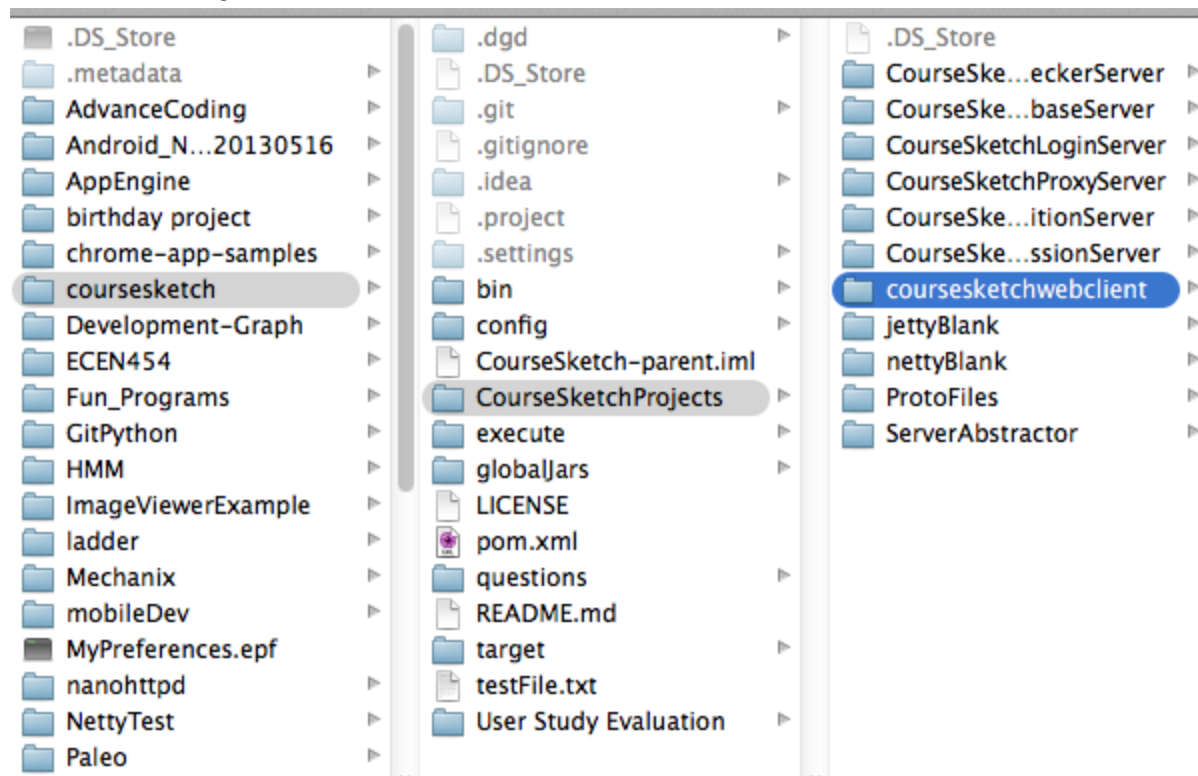 .DS_Store
.metadata
AdvanceCoding
Android_N...20130516
AppEngine
birthday project
chrome-app-samples
coursesketch
Development-Graph
ECEN454
Fun_Programs
GitPython
HMM
ImageViewerExample
ladder
Mechanix
mobileDev
MyPreferences.epf
nanohttpd
NettyTest
Paleo
.dgd
.DS_Store
.git
.gitignore
.idea
.project
.settings
bin
config
CourseSketch-parent.iml
CourseSketchProjects
execute
globalJars
LICENSE
pom.xml
questions
README.md
target
testFile.txt
User Study Evaluation
.DS_Store
CourseSke...eckerServer
CourseSke...baseServer
CourseSketchLoginServer
CourseSketchProxyServer
CourseSke...itionServer
CourseSke...ssionServer
coursesketchwebclient
jettyBlank
nettyBlank
ProtoFiles
ServerAbstractor